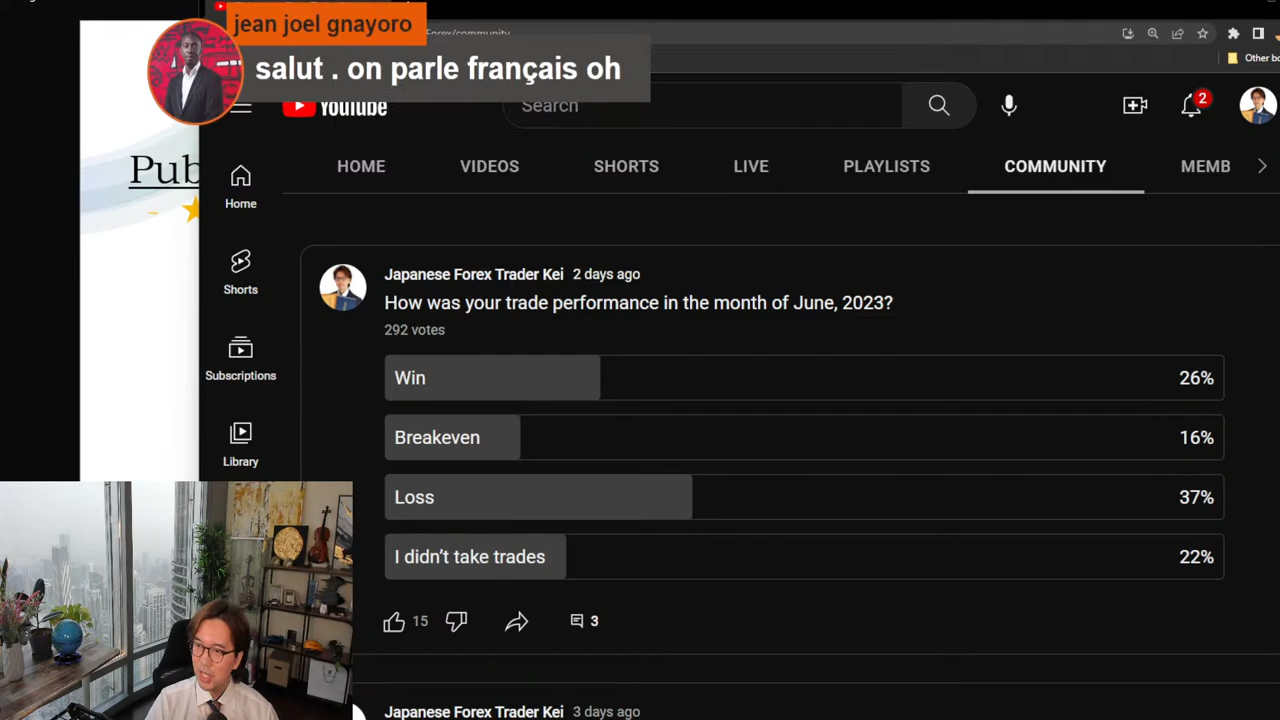 jean joel gnayoro
salut . on parle français oh
YouTube
Search
2
Other bo
Pub
HOME
VIDEOS
SHORTS
LIVE
PLAYLISTS
COMMUNITY
MEMB
Home
Shorts
Subscriptions
Library
Japanese Forex Trader Kei 2 days ago
How was your trade performance in the month of June, 2023?
292 votes
Win 26%
Breakeven 16%
Loss 37%
I didn’t take trades 22%
15
3
Japanese Forex Trader Kei 3 days ago